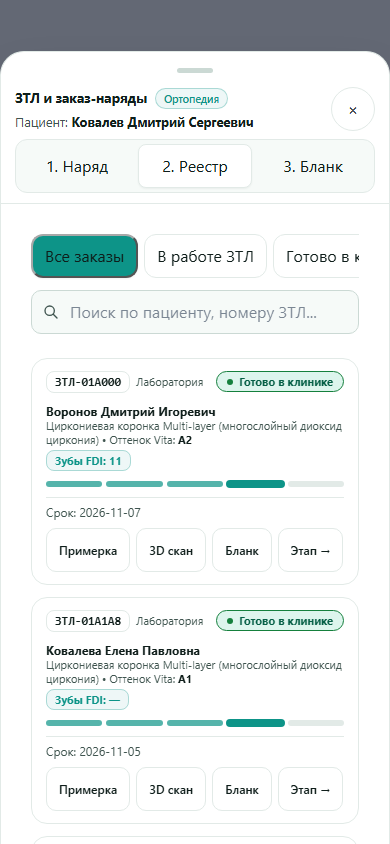 ЗТЛ и заказ-наряды Ортопедия
Пациент: Ковалев Дмитрий Сергеевич
×
1. Наряд 2. Реестр 3. Бланк
Все заказы В работе ЗТЛ Готово в к
Поиск по пациенту, номеру ЗТЛ...
ЗТЛ-01A000 Лаборатория Готово в клинике
Воронов Дмитрий Игоревич
Циркониевая коронка Multi-layer (многослойный диоксид
циркония) • Оттенок Vita: A2
Зубы FDI: 11
Срок: 2026-11-07
Примерка 3D скан Бланк Этап →
ЗТЛ-01A1A8 Лаборатория Готово в клинике
Ковалева Елена Павловна
Циркониевая коронка Multi-layer (многослойный диоксид
циркония) • Оттенок Vita: A1
Зубы FDI: —
Срок: 2026-11-05
Примерка 3D скан Бланк Этап →